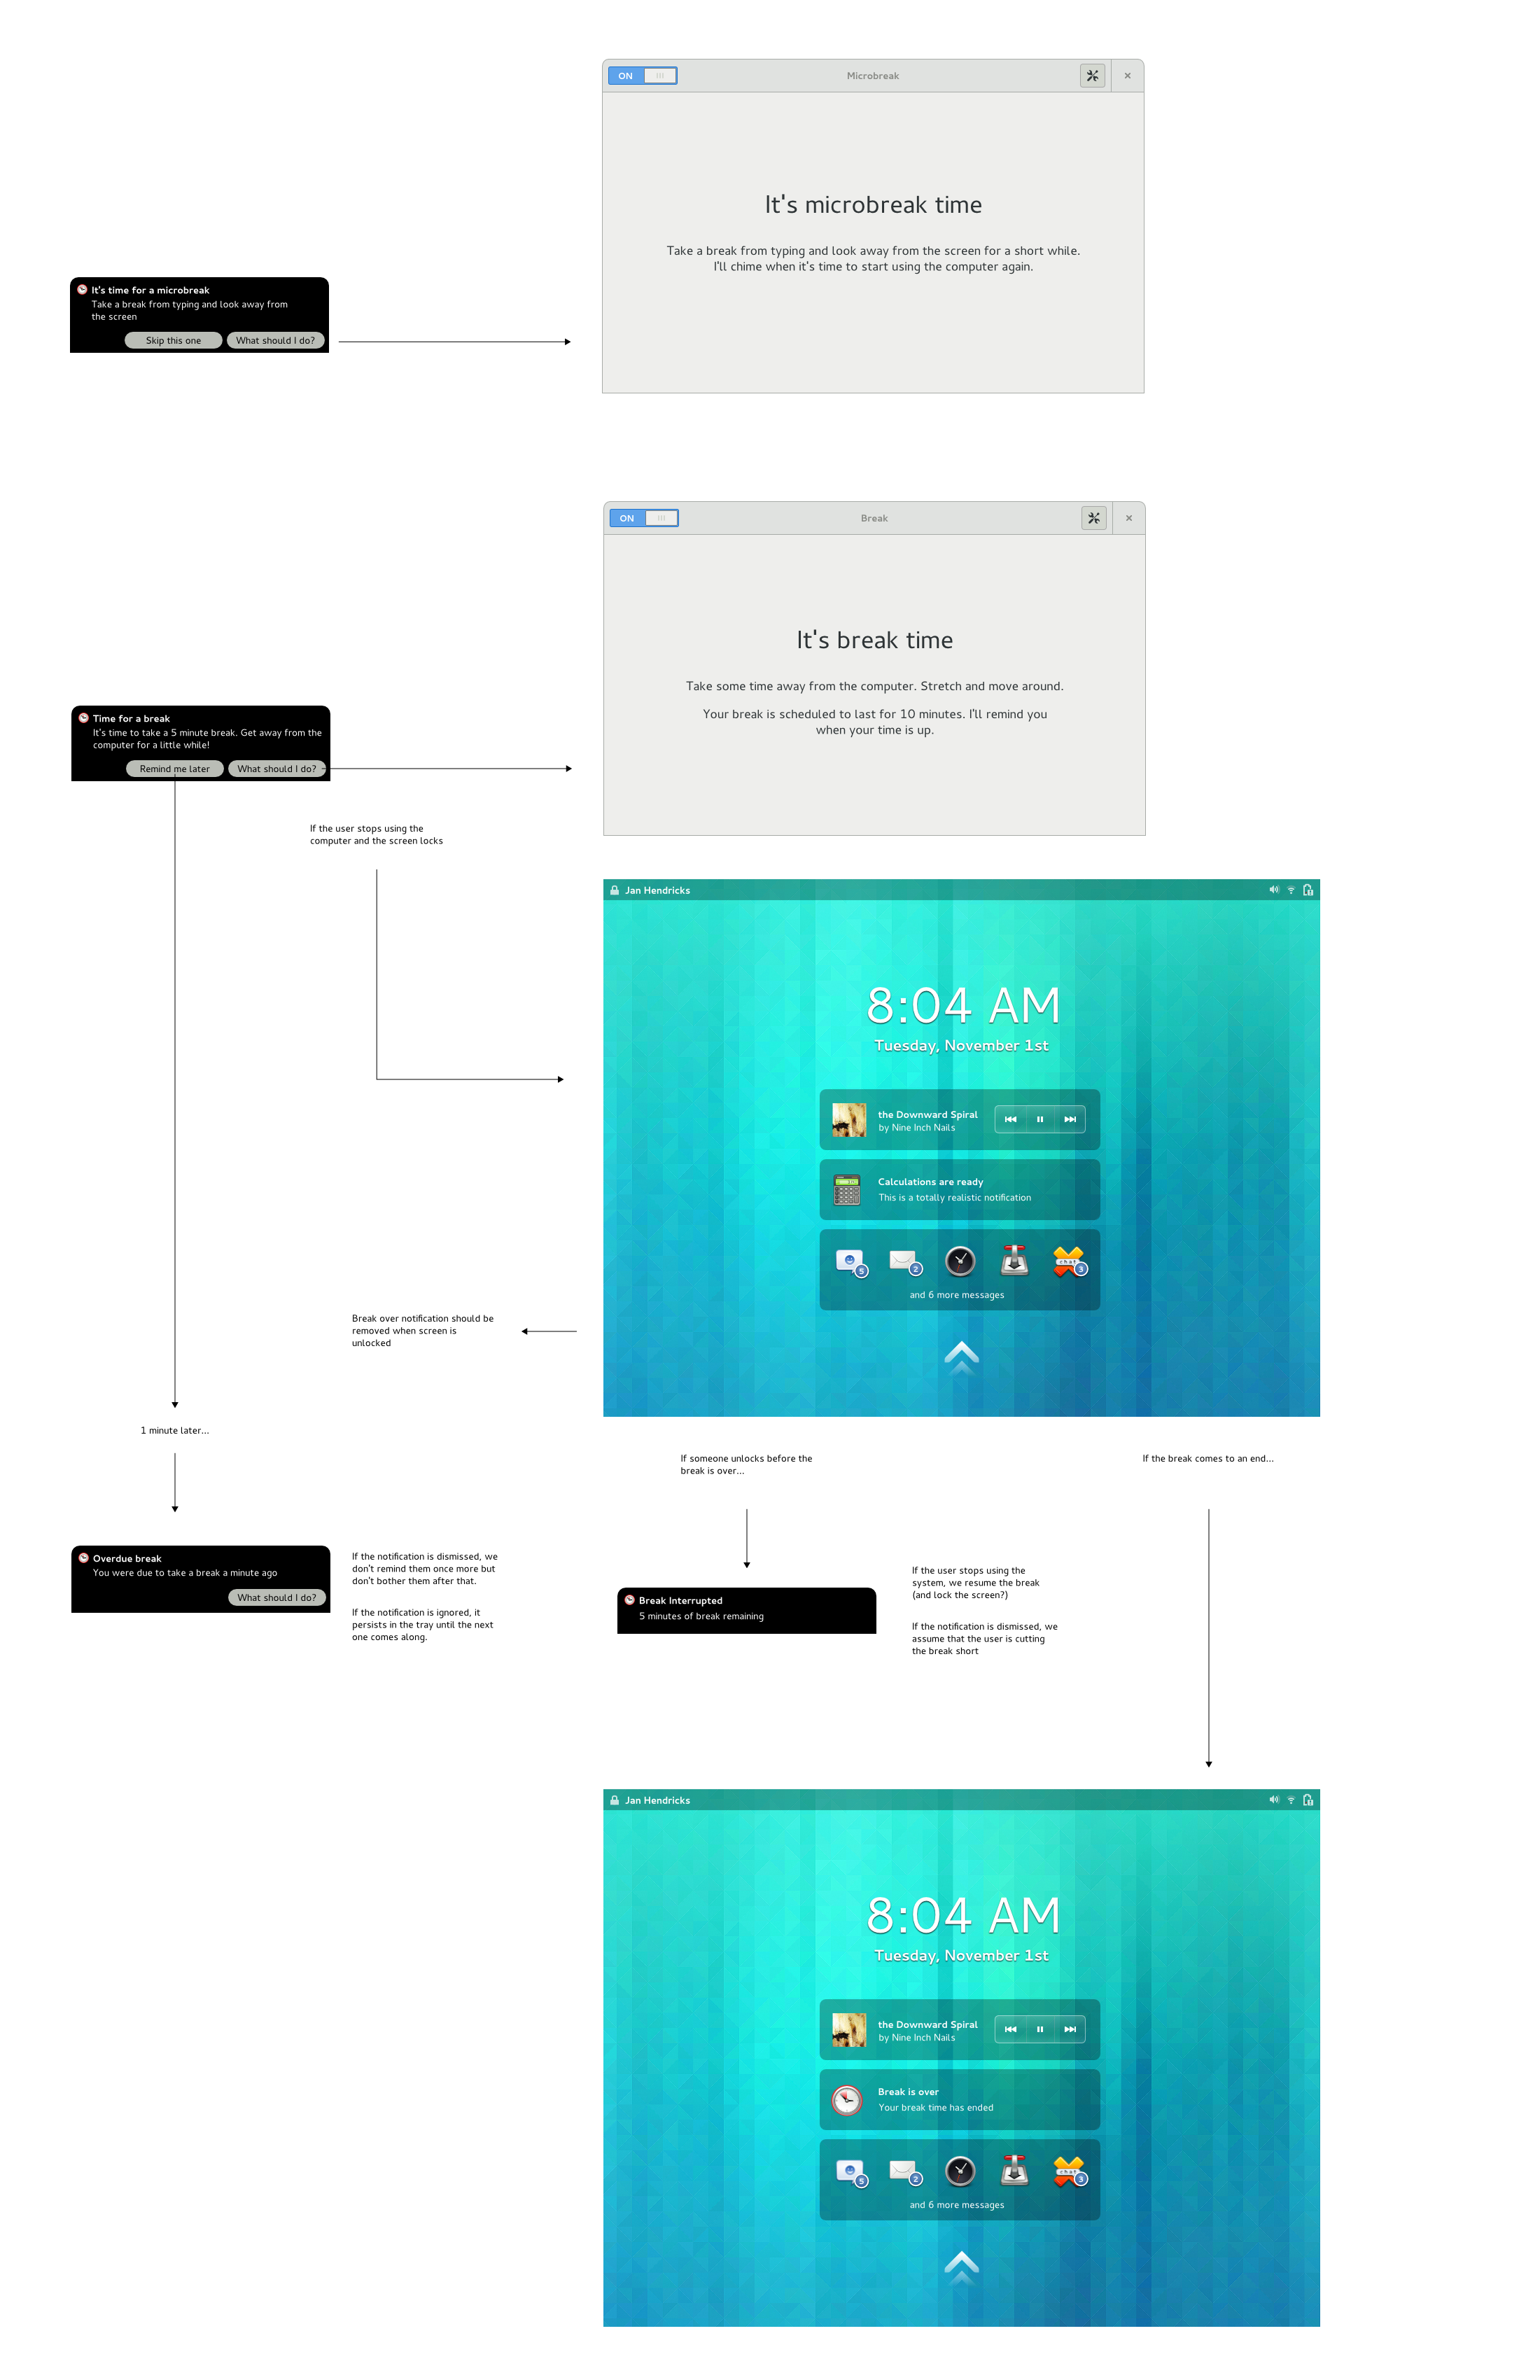 ON
Microbreak
It's microbreak time
Take a break from typing and look away from the screen for a short while.
I'll chime when it's time to start using the computer again.
It's time for a microbreak
Take a break from typing and look away from
the screen
Skip this one
What should I do?
ON
Break
It's break time
Take some time away from the computer. Stretch and move around.
Your break is scheduled to last for 10 minutes. I'll remind you
when your time is up.
Time for a break
It's time to take a 5 minute break. Get away from the
computer for a little while!
Remind me later
What should I do?
If the user stops using the
computer and the screen locks
Jan Hendricks
8:04 AM
Tuesday, November 1st
the Downward Spiral
by Nine Inch Nails
Calculations are ready
This is a totally realistic notification
5
2
chat
3
and 6 more messages
Break over notification should be
removed when screen is
unlocked
1 minute later...
If someone unlocks before the
break is over...
If the break comes to an end...
Overdue break
You were due to take a break a minute ago
What should I do?
If the notification is dismissed, we
don't remind them once more but
don't bother them after that.
If the notification is ignored, it
persists in the tray until the next
one comes along.
Break Interrupted
5 minutes of break remaining
If the user stops using the
system, we resume the break
(and lock the screen?)
If the notification is dismissed, we
assume that the user is cutting
the break short
Jan Hendricks
8:04 AM
Tuesday, November 1st
the Downward Spiral
by Nine Inch Nails
Break is over
Your break time has ended
5
2
chat
3
and 6 more messages